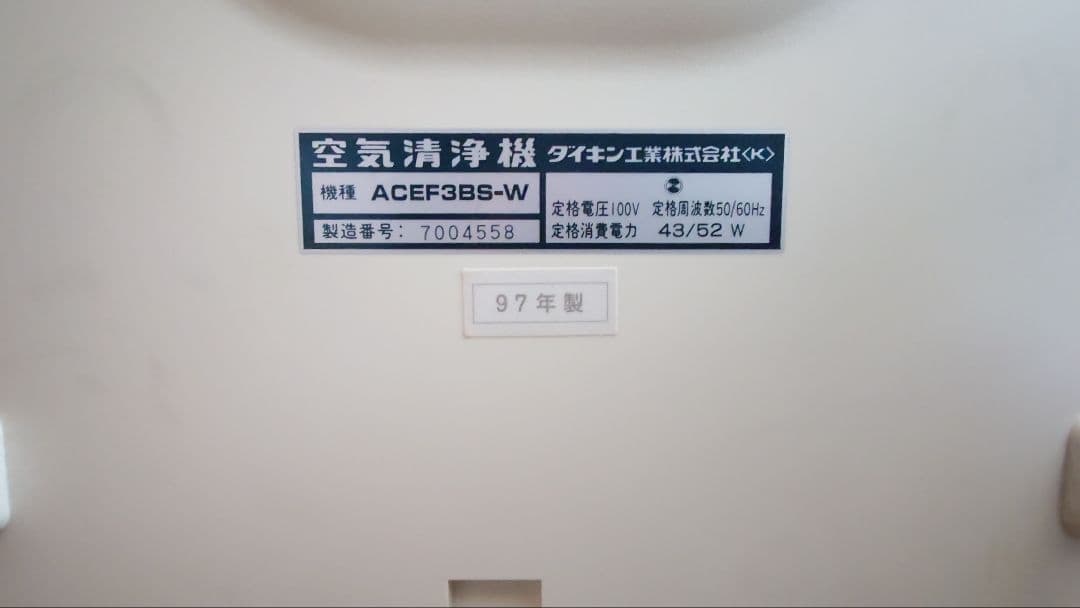 空気清浄機 ダイキン工業株式会社〈K〉
機種 ACEF3BS-W
製造番号: 7004558
定格電圧100V 定格周波数50/60Hz
定格消費電力 43/52 W
97年製